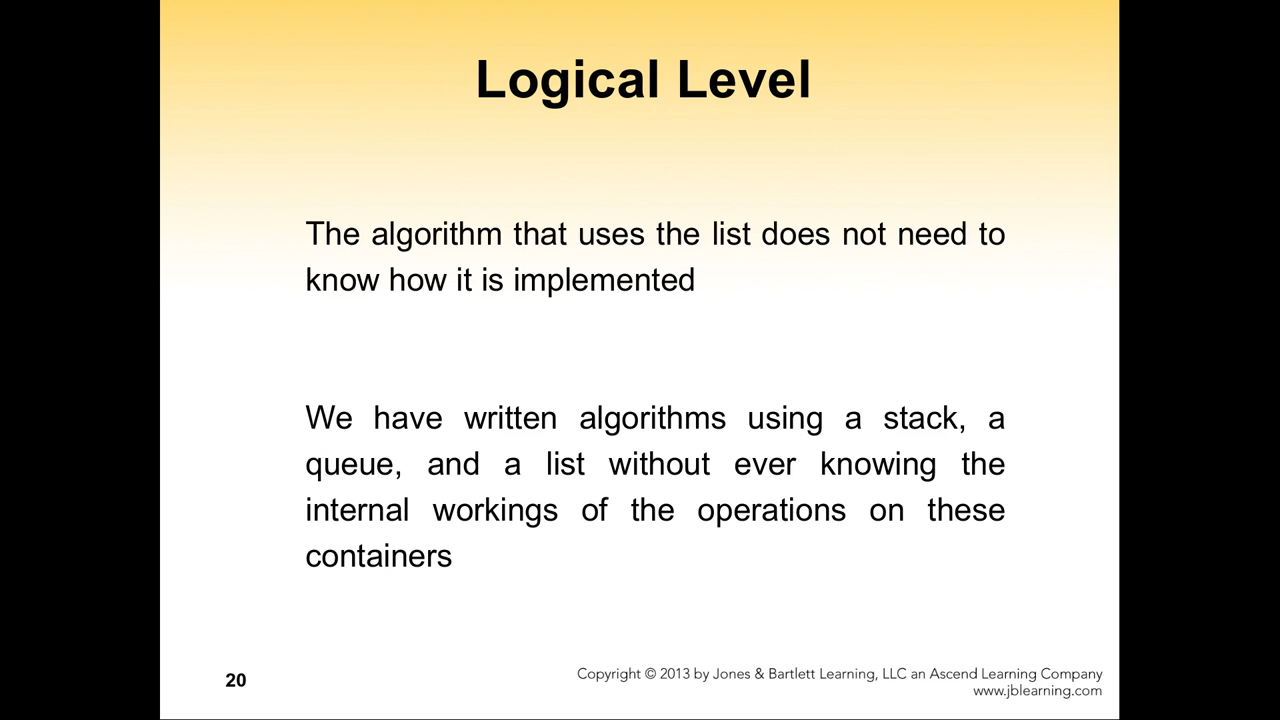 Logical Level
The algorithm that uses the list does not need to
know how it is implemented
We have written algorithms using a stack, a
queue, and a list without ever knowing the
internal workings of the operations on these
containers
20
Copyright © 2013 by Jones & Bartlett Learning, LLC an Ascend Learning Company
www.jblearning.com